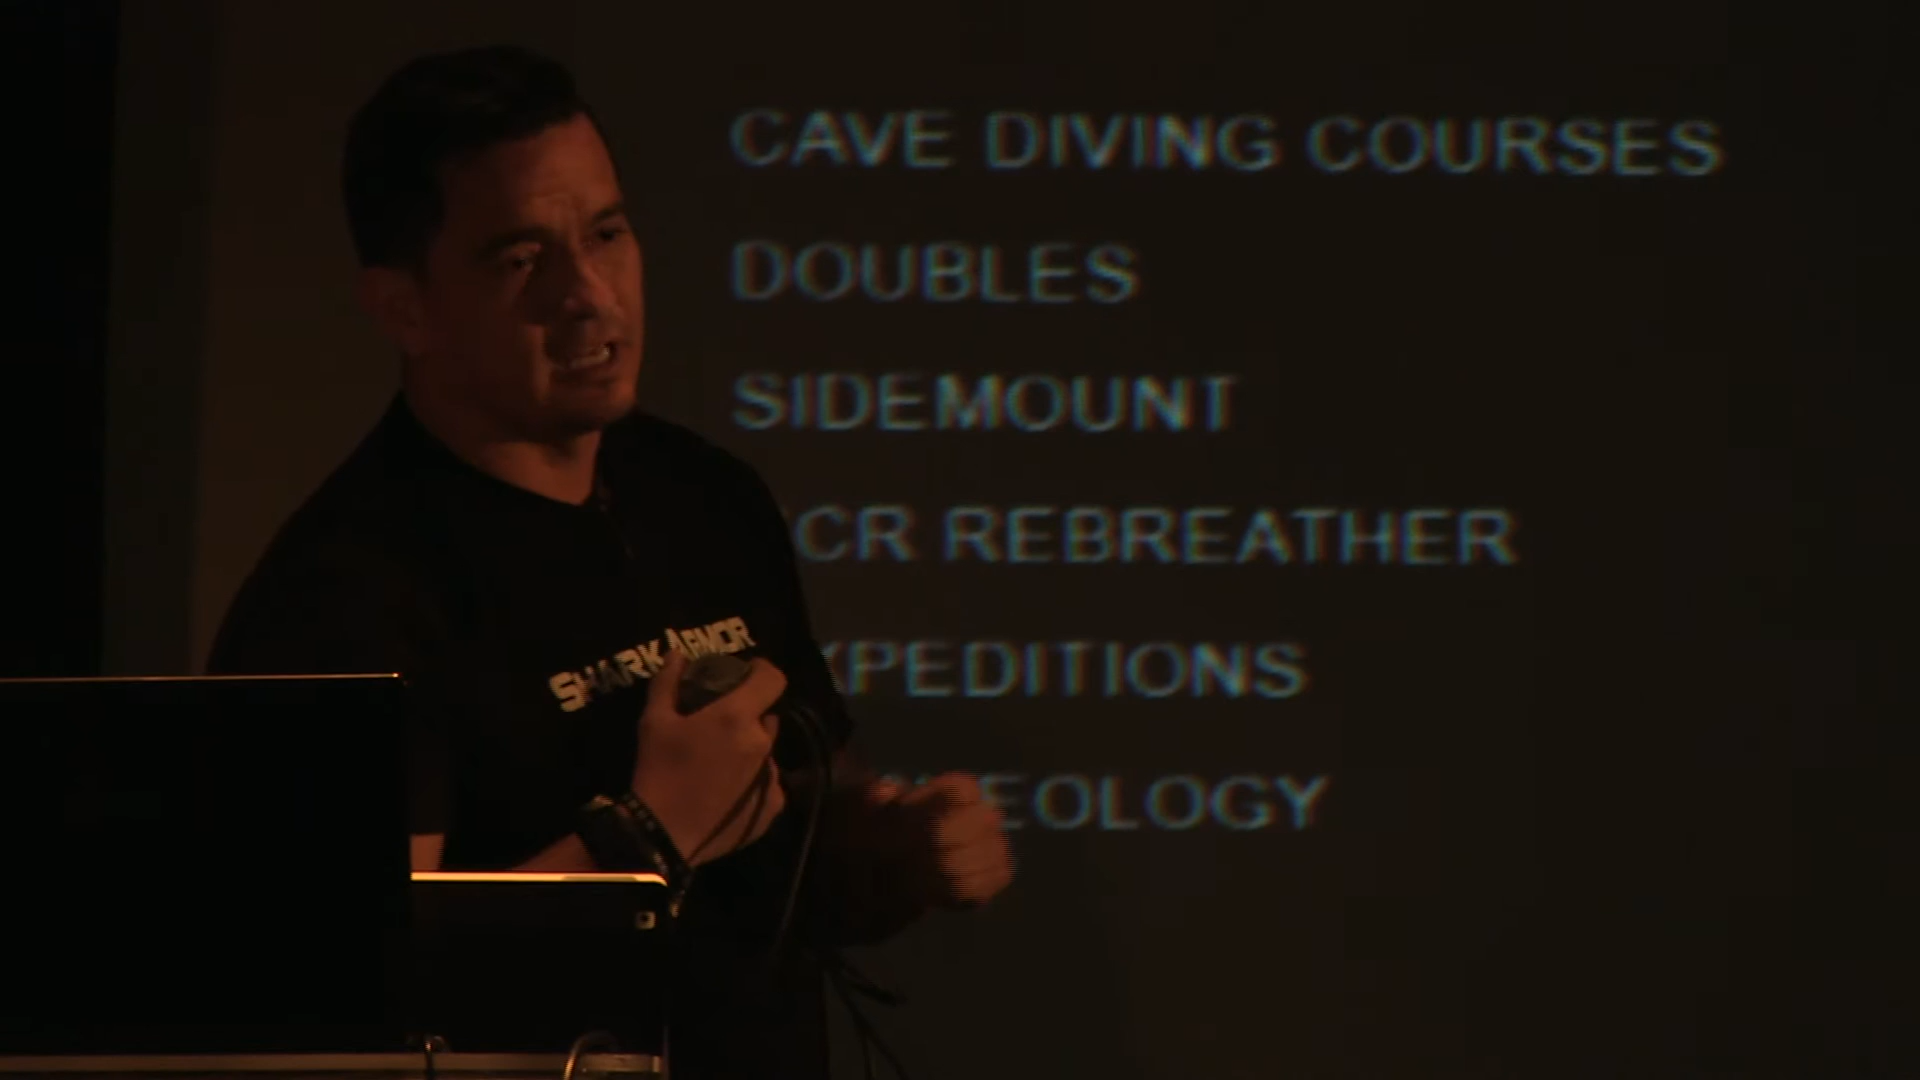 CAVE DIVING COURSES
DOUBLES
SIDEMOUNT
CR REBREATHER
XPEDITIONS
EOLOGY
SHARKARMOR